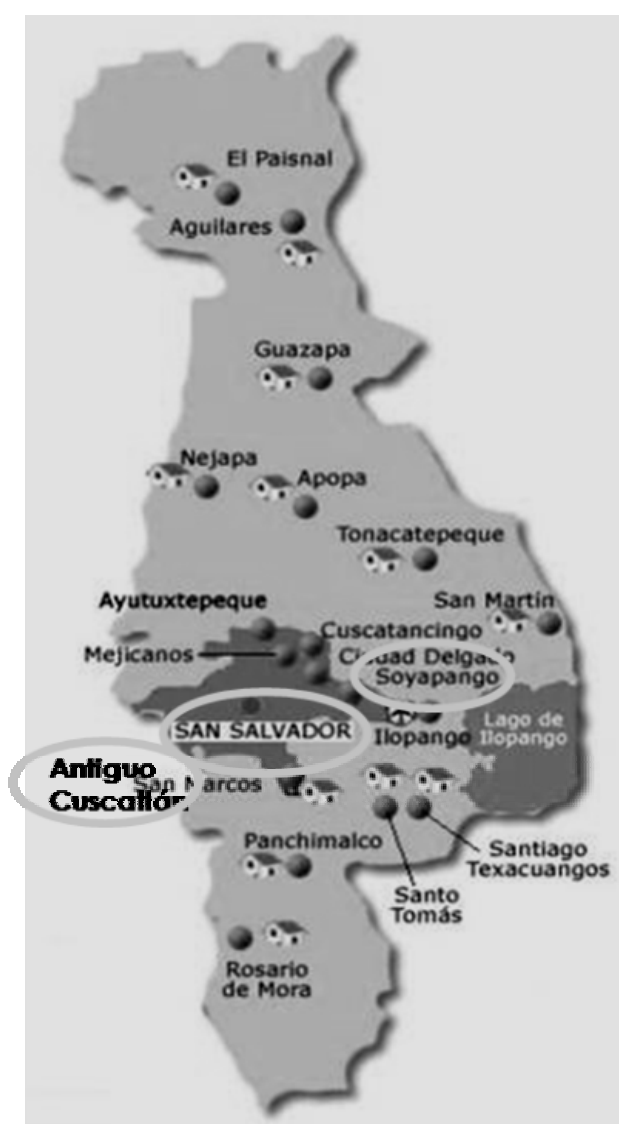 El Paisnal
Aguilares
Guazapa
Nejapa
Apopa
Tonacatepeque
Ayutuxtepeque
San Martín
Cuscatancingo
Mejicanos
Ciudad Delgado
Soyapango
SAN SALVADOR
Ilopango
Lago de
Ilopango
Antiguo
Cuscatlán
San Marcos
Panchimalco
Santiago
Texacuangos
Santo
Tomás
Rosario
de Mora